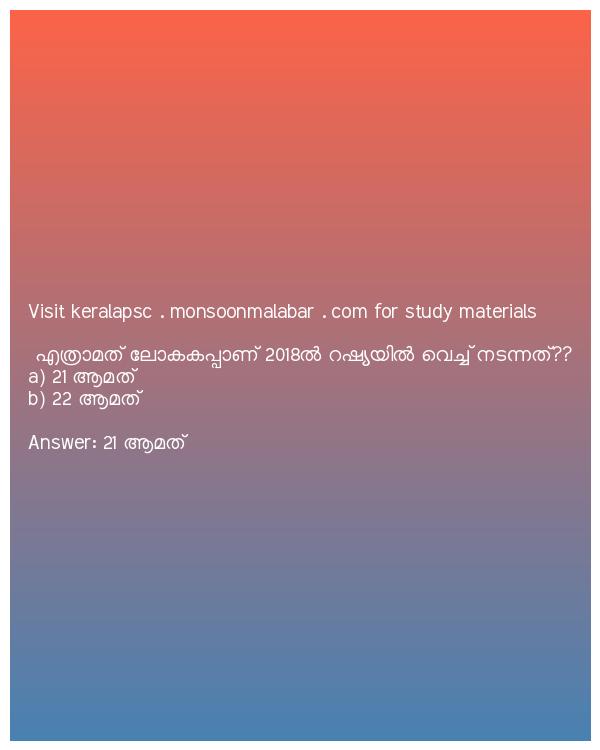 Visit keralapsc . monsoonmalabar . com for study materials
എത്രാമത് ലോകകപ്പാണ് 2018ൽ റഷ്യയിൽ വെച്ച് നടന്നത്??
a) 21 ആമത്
b) 22 ആമത്
Answer: 21 ആമത്